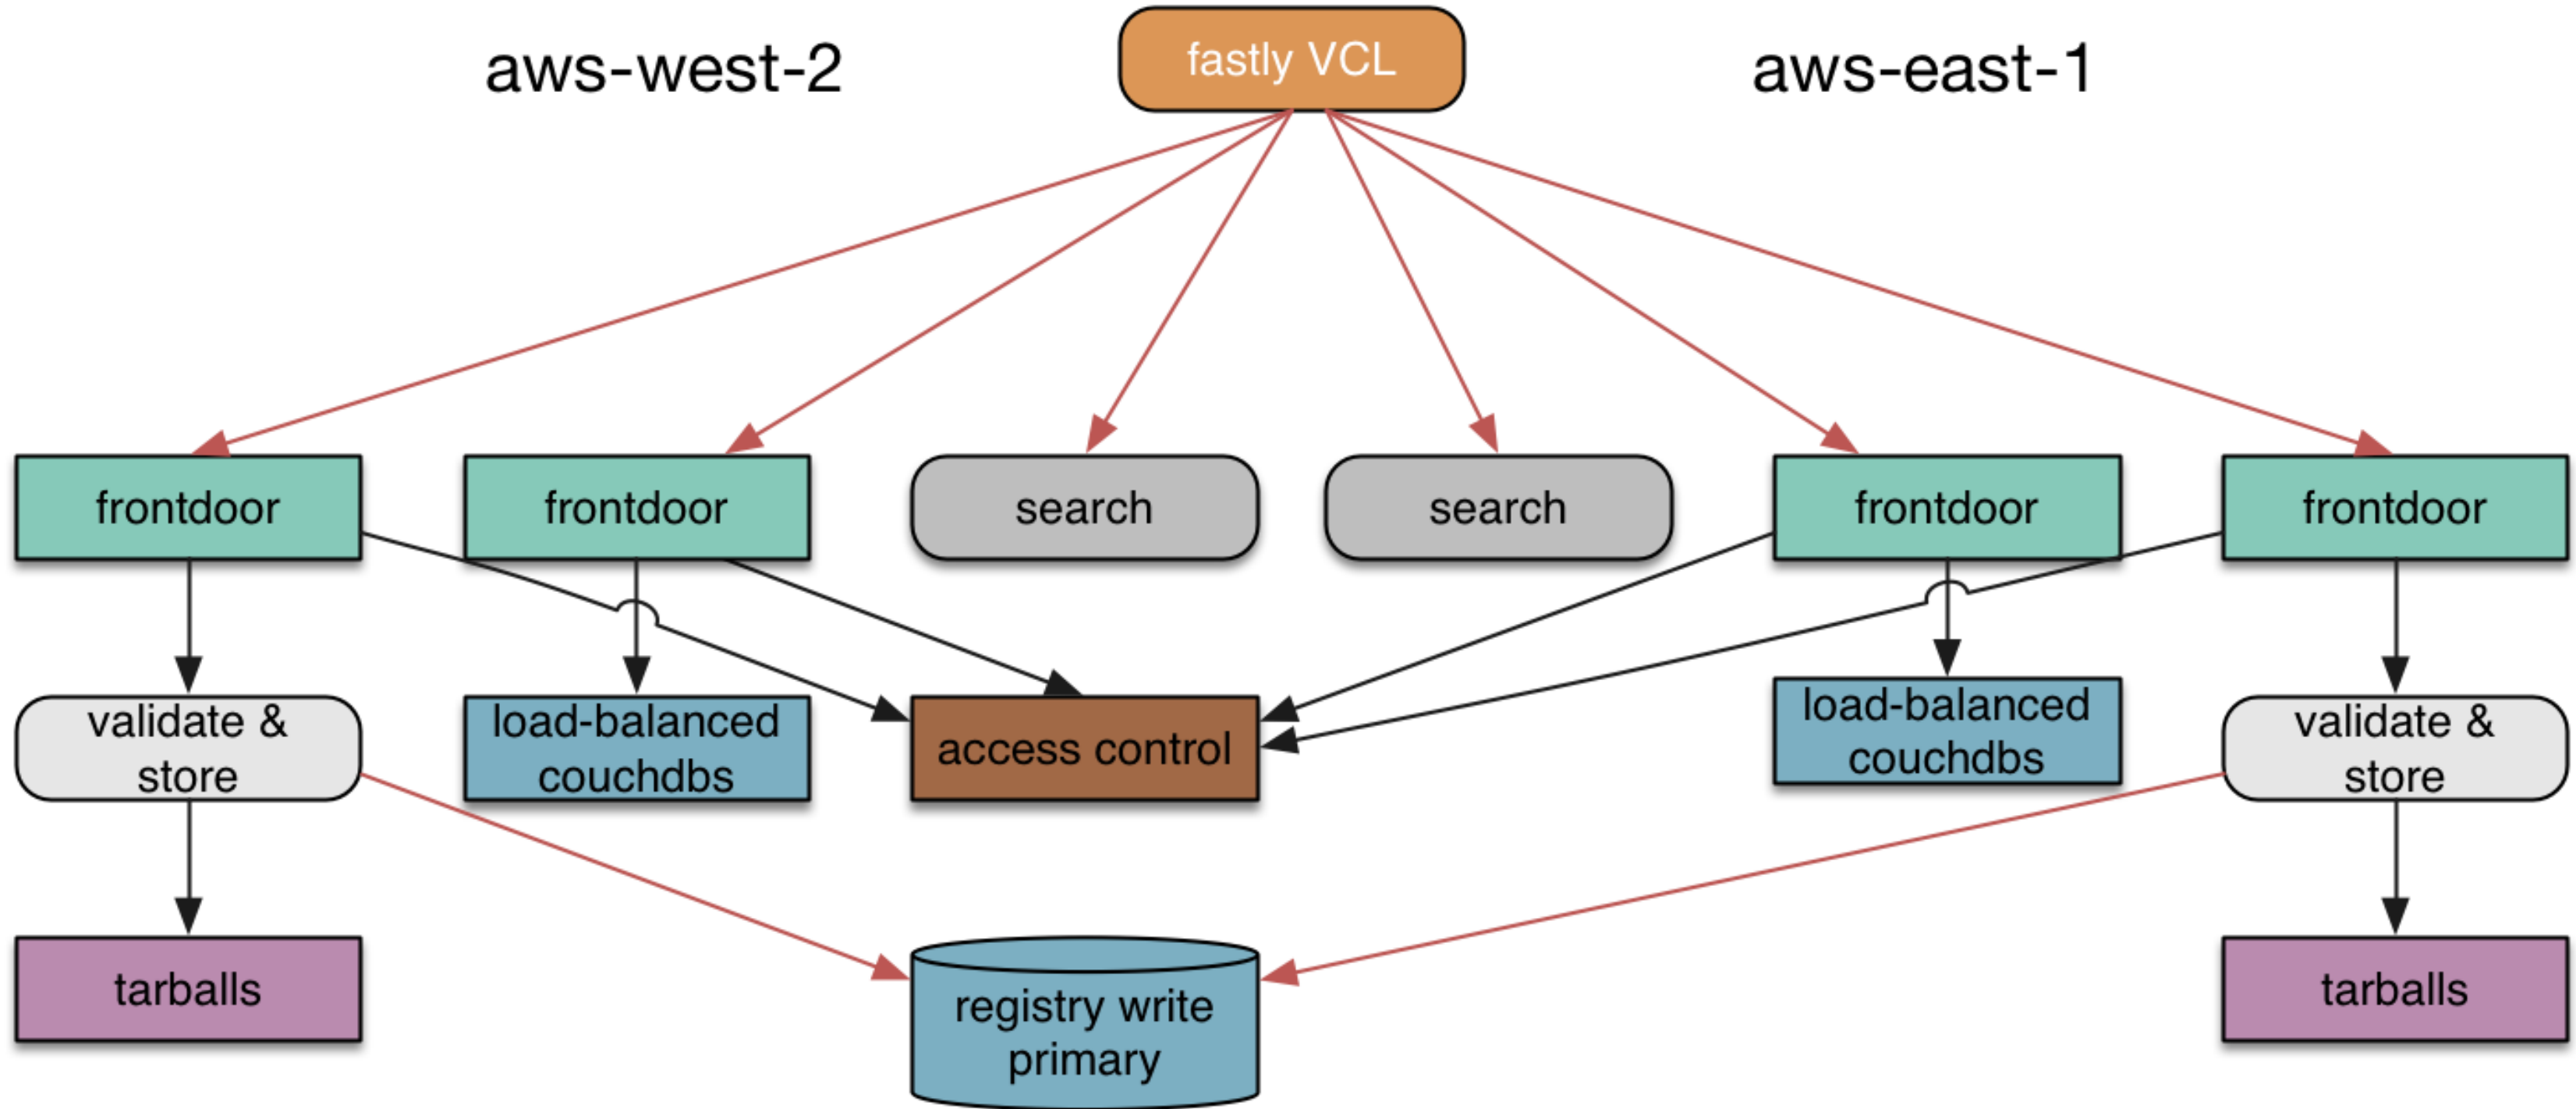 aws-west-2
fastly VCL
aws-east-1
frontdoor
frontdoor
search
search
frontdoor
frontdoor
validate &
store
load-balanced
couchdbs
access control
load-balanced
couchdbs
validate &
store
tarballs
registry write
primary
tarballs